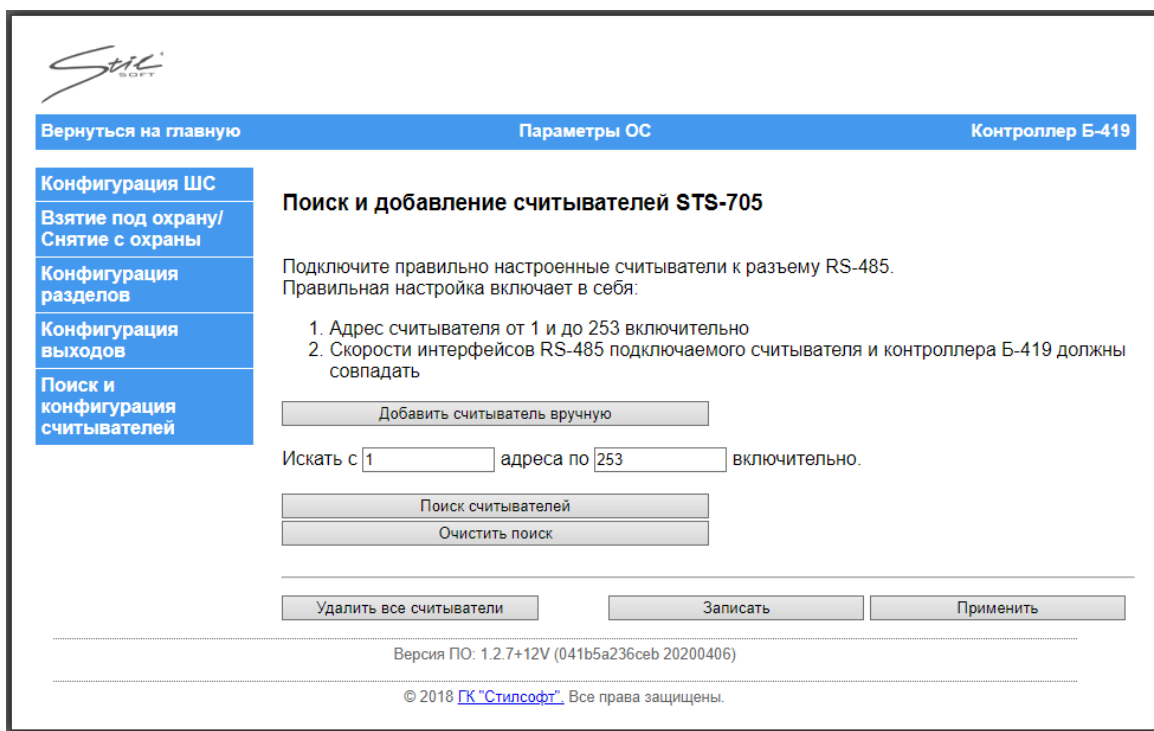 Stil
SOFT
Вернуться на главную Параметры ОС Контроллер Б-419
Конфигурация ШС
Взятие под охрану/
Снятие с охраны
Конфигурация
разделов
Конфигурация
выходов
Поиск и
конфигурация
считывателей
Поиск и добавление считывателей STS-705
Подключите правильно настроенные считыватели к разъему RS-485.
Правильная настройка включает в себя:
1. Адрес считывателя от 1 и до 253 включительно
2. Скорости интерфейсов RS-485 подключаемого считывателя и контроллера Б-419 должны
совпадать
Добавить считыватель вручную
Искать с 1 адреса по 253 включительно.
Поиск считывателей
Очистить поиск
Удалить все считыватели Записать Применить
Версия ПО: 1.2.7+12V (041b5a236ceb 20200406)
© 2018 ГК "Стилсофт". Все права защищены.